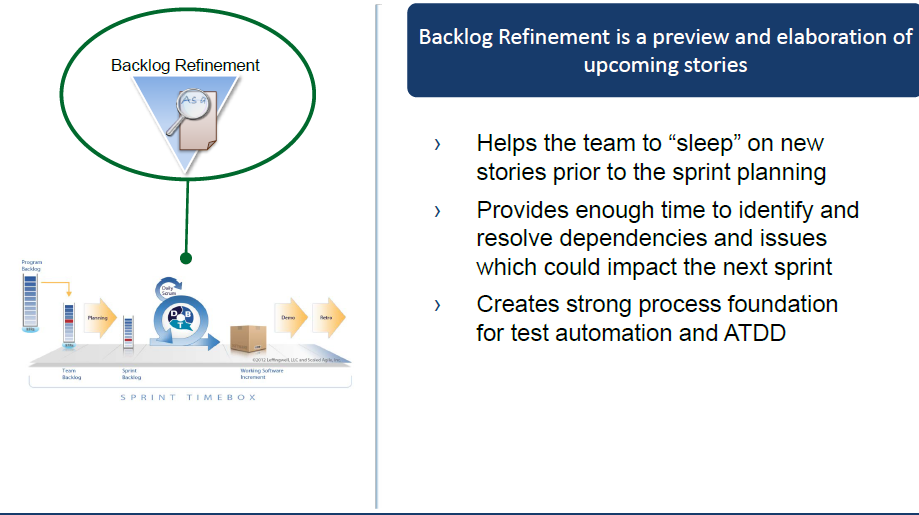 Backlog Refinement
As a
Program
Backlog
Planning
Daily
Scrum
D
B
T
Demo
Retro
©2012 Leffingwell, LLC and Scaled Agile, Inc.
Team
Backlog
Sprint
Backlog
Working Software
Increment
SPRINT TIMEBOX
Backlog Refinement is a preview and elaboration of
upcoming stories
› Helps the team to “sleep” on new
stories prior to the sprint planning
› Provides enough time to identify and
resolve dependencies and issues
which could impact the next sprint
› Creates strong process foundation
for test automation and ATDD